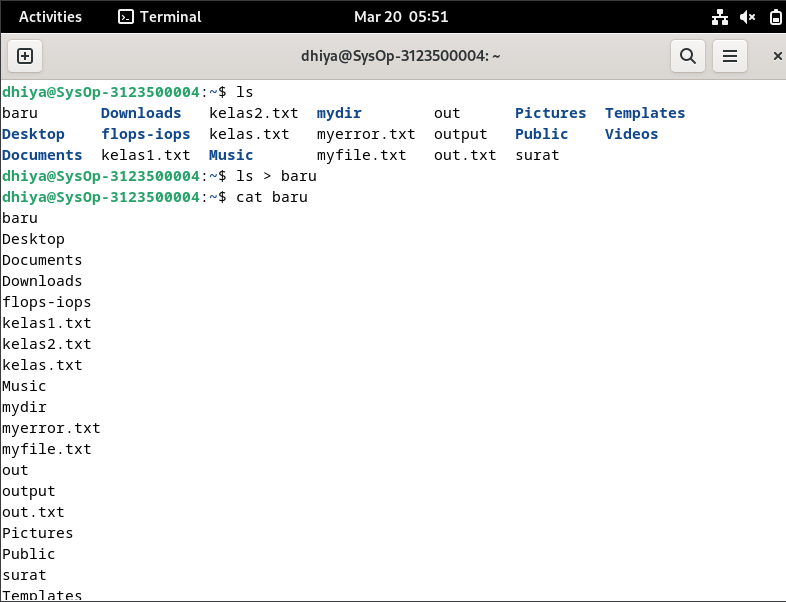 Activities Terminal Mar 20 05:51
dhiya@SysOp-3123500004: ~
dhiya@SysOp-3123500004:~$ ls
baru Downloads kelas2.txt mydir out Pictures Templates
Desktop flops-iops kelas.txt myerror.txt output Public Videos
Documents kelas1.txt Music myfile.txt out.txt surat
dhiya@SysOp-3123500004:~$ ls > baru
dhiya@SysOp-3123500004:~$ cat baru
baru
Desktop
Documents
Downloads
flops-iops
kelas1.txt
kelas2.txt
kelas.txt
Music
mydir
myerror.txt
myfile.txt
out
output
out.txt
Pictures
Public
surat
Templates